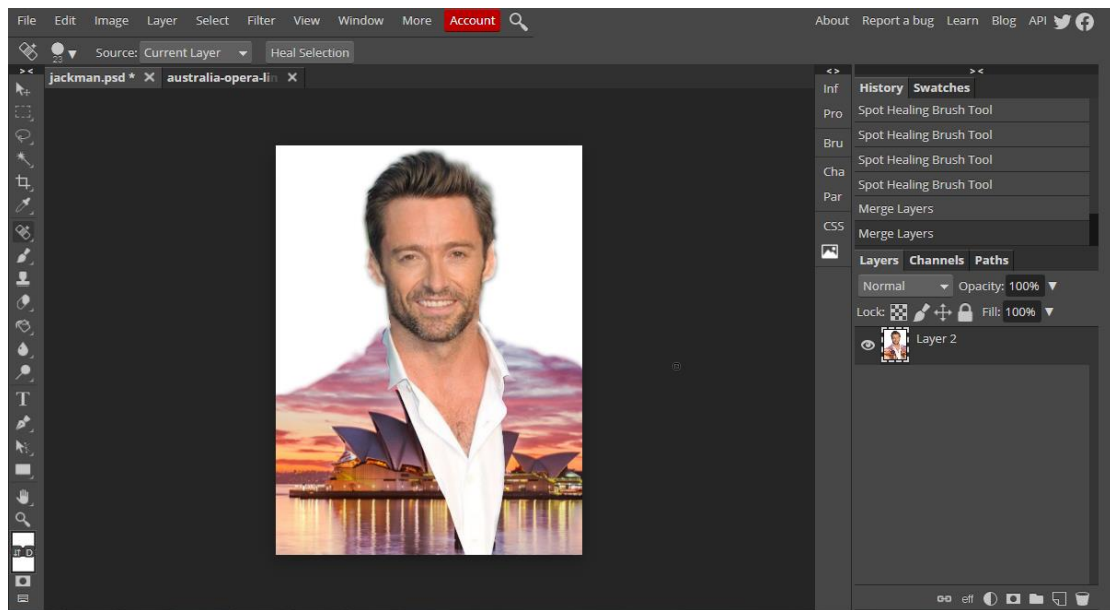 File Edit Image Layer Select Filter View Window More Account About Report a bug Learn Blog API
23 Source: Current Layer Heal Selection
> < jackman.psd * australia-opera-lin < > > <
Inf History Swatches
Pro Spot Healing Brush Tool
Spot Healing Brush Tool
Bru Spot Healing Brush Tool
Cha Spot Healing Brush Tool
Par Merge Layers
CSS Merge Layers
Layers Channels Paths
Normal Opacity: 100%
Lock: Fill: 100%
Layer 2
T
D
eff